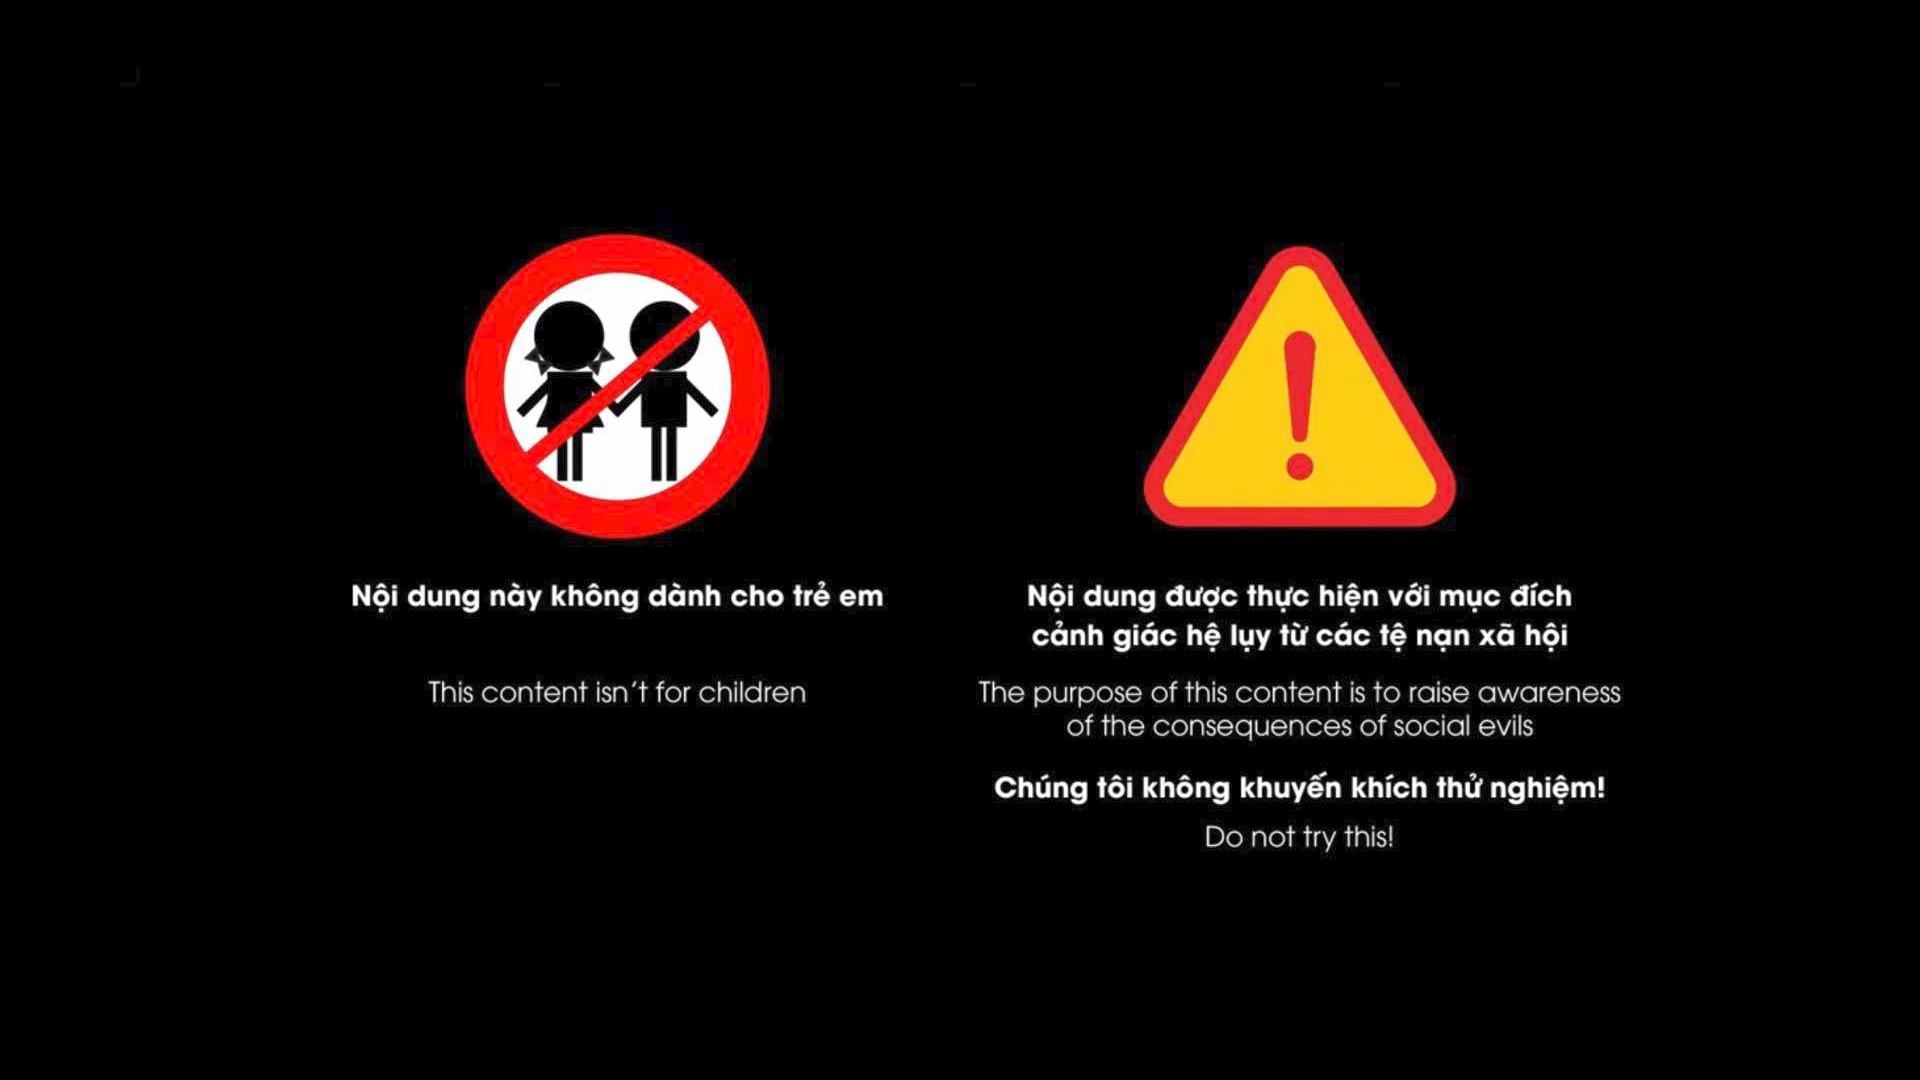 Nội dung này không dành cho trẻ em
This content isn't for children
Nội dung được thực hiện với mục đích
cảnh giác hệ lụy từ các tệ nạn xã hội
The purpose of this content is to raise awareness
of the consequences of social evils
Chúng tôi không khuyến khích thử nghiệm!
Do not try this!